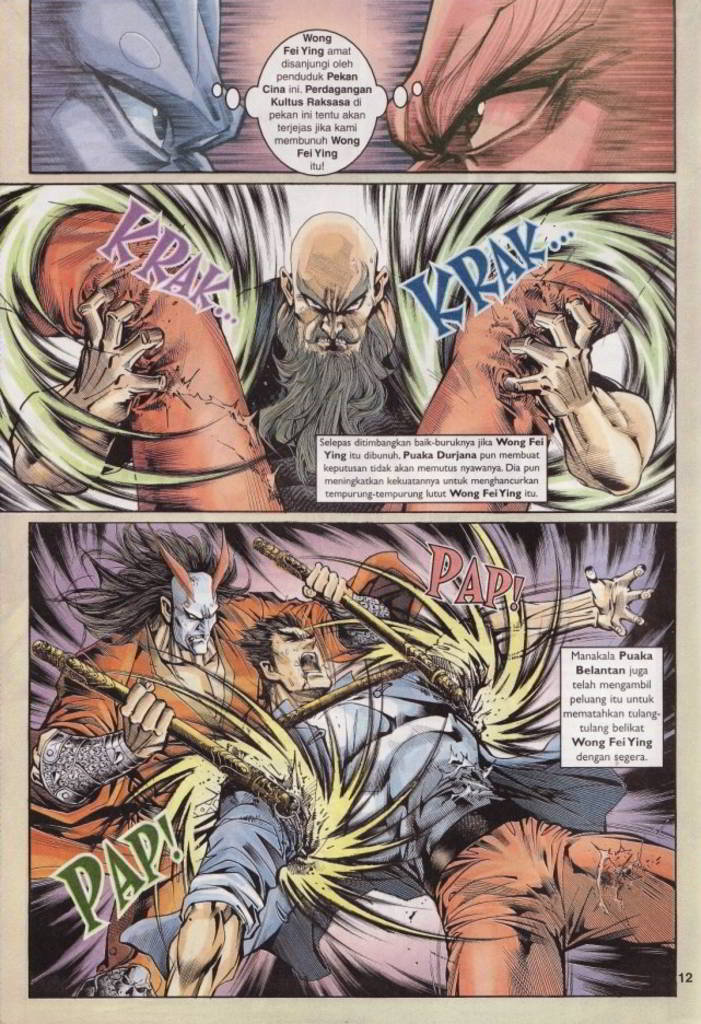 Wong
Fei Ying amat
disanjungi oleh
penduduk Pekan
Cina ini. Perdagangan
Kultus Raksasa di
pekan ini tentu akan
terjejas jika kami
membunuh Wong
Fei Ying
itu!
KRAK...
KRAK...
Selepas ditimbangkan baik-buruknya jika Wong Fei
Ying itu dibunuh, Puaka Durjana pun membuat
keputusan tidak akan memutus nyawanya. Dia pun
meningkatkan kekuatannya untuk menghancurkan
tempurung-tempurung lutut Wong Fei Ying itu.
PAP!
Manakala Puaka
Belantan juga
telah mengambil
peluang itu untuk
mematahkan tulang-
tulang belikat
Wong Fei Ying
dengan segera.
PAP!
12